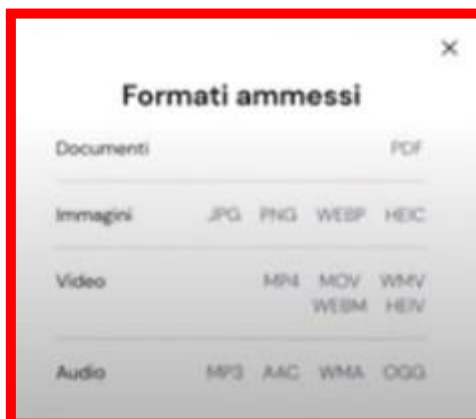 Formati ammessi
Documenti PDF
Immagini JPG PNG WEBP HEIC
Video MP4 MOV WMV
WEBM HEIV
Audio MP3 AAC WMA OGG